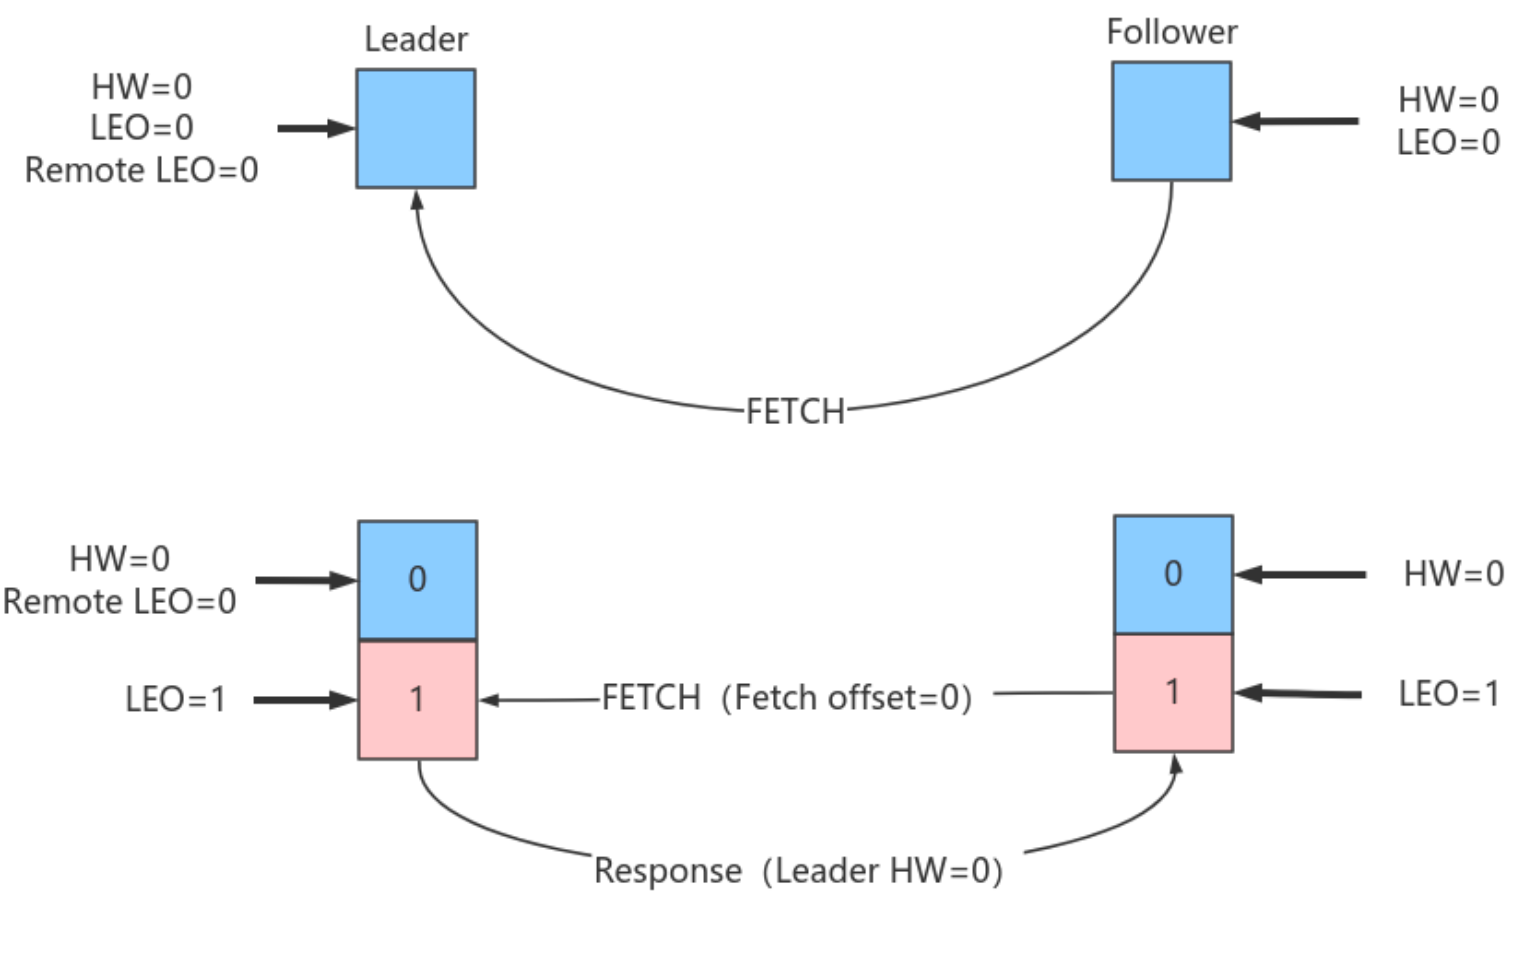 Leader
Follower
HW=0
LEO=0
Remote LEO=0
HW=0
LEO=0
FETCH
HW=0
Remote LEO=0
0
0
HW=0
LEO=1
1
FETCH（Fetch offset=0）
1
LEO=1
Response（Leader HW=0）